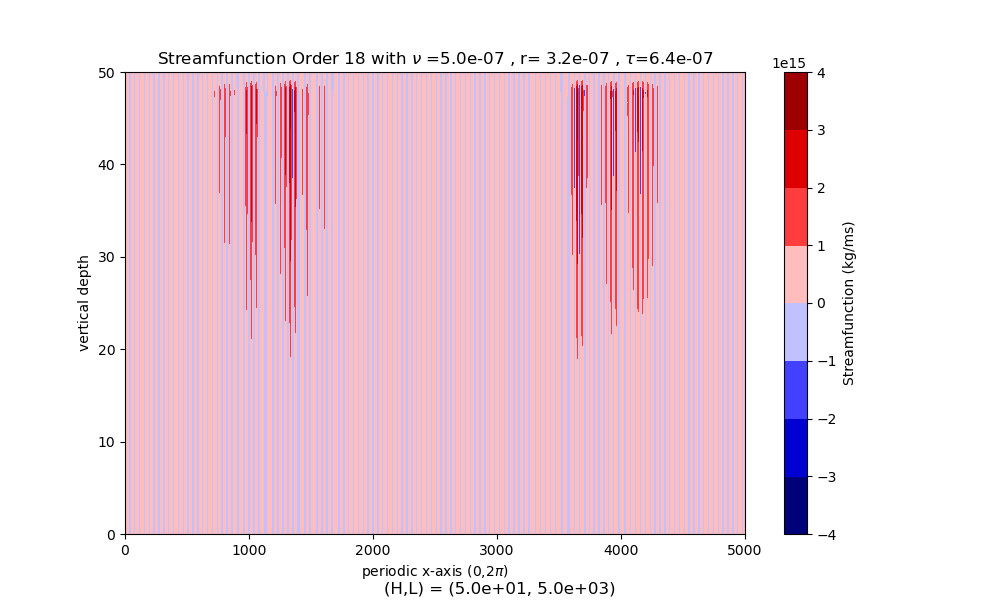 Streamfunction Order 18 with ν =5.0e-07 , r= 3.2e-07 , τ=6.4e-07
1e15
50
40
30
20
10
0
vertical depth
0 1000 2000 3000 4000 5000
periodic x-axis (0,2π)
(H,L) = (5.0e+01, 5.0e+03)
4
3
2
1
0
−1
−2
−3
−4
Streamfunction (kg/ms)